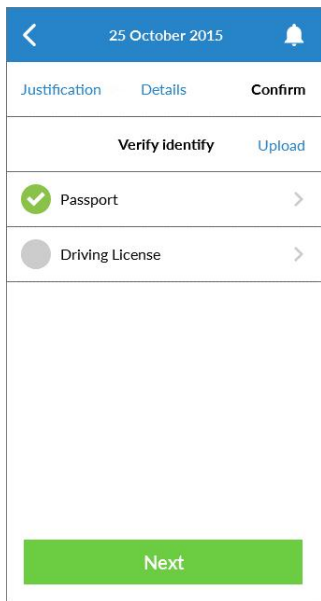 25 October 2015
Justification Details Confirm
Verify identify Upload
Passport
Driving License
Next